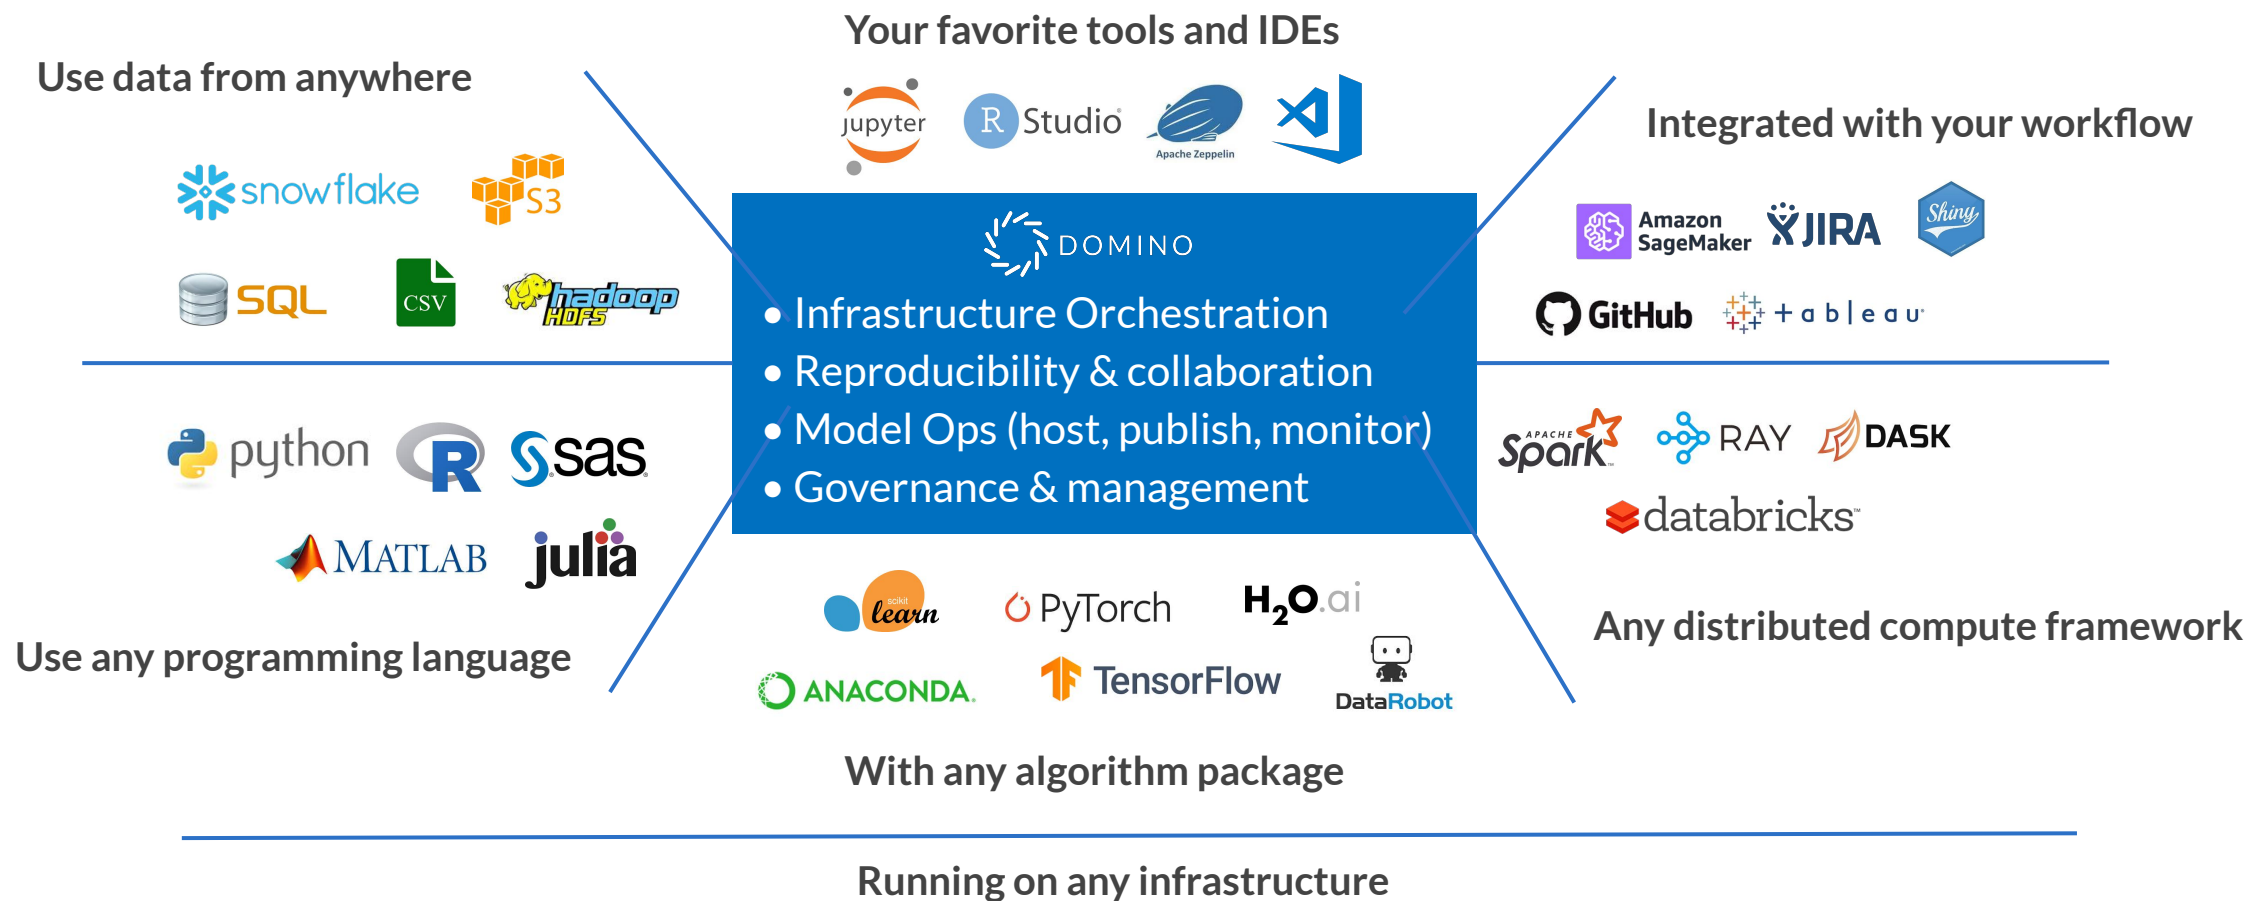 Your favorite tools and IDEs
Use data from anywhere
Integrated with your workflow
jupyter
R Studio
Apache Zeppelin
snowflake
S3
SQL
CSV
hadoop
HDFS
Amazon
SageMaker
JIRA
Shiny
GitHub
+ableau
DOMINO
• Infrastructure Orchestration
• Reproducibility & collaboration
• Model Ops (host, publish, monitor)
• Governance & management
python
R
sas
MATLAB
julia
Use any programming language
APACHE
Spark™
RAY
DASK
databricks™
Any distributed compute framework
scikit
learn
PyTorch
H2O.ai
ANACONDA.
TensorFlow
DataRobot
With any algorithm package
Running on any infrastructure